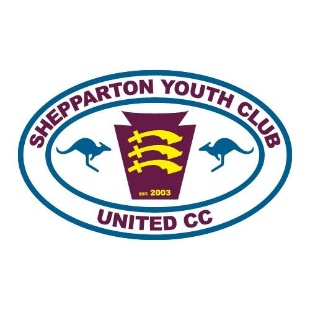 SHEPPARTON YOUTH CLUB
EST. 2003
UNITED CC